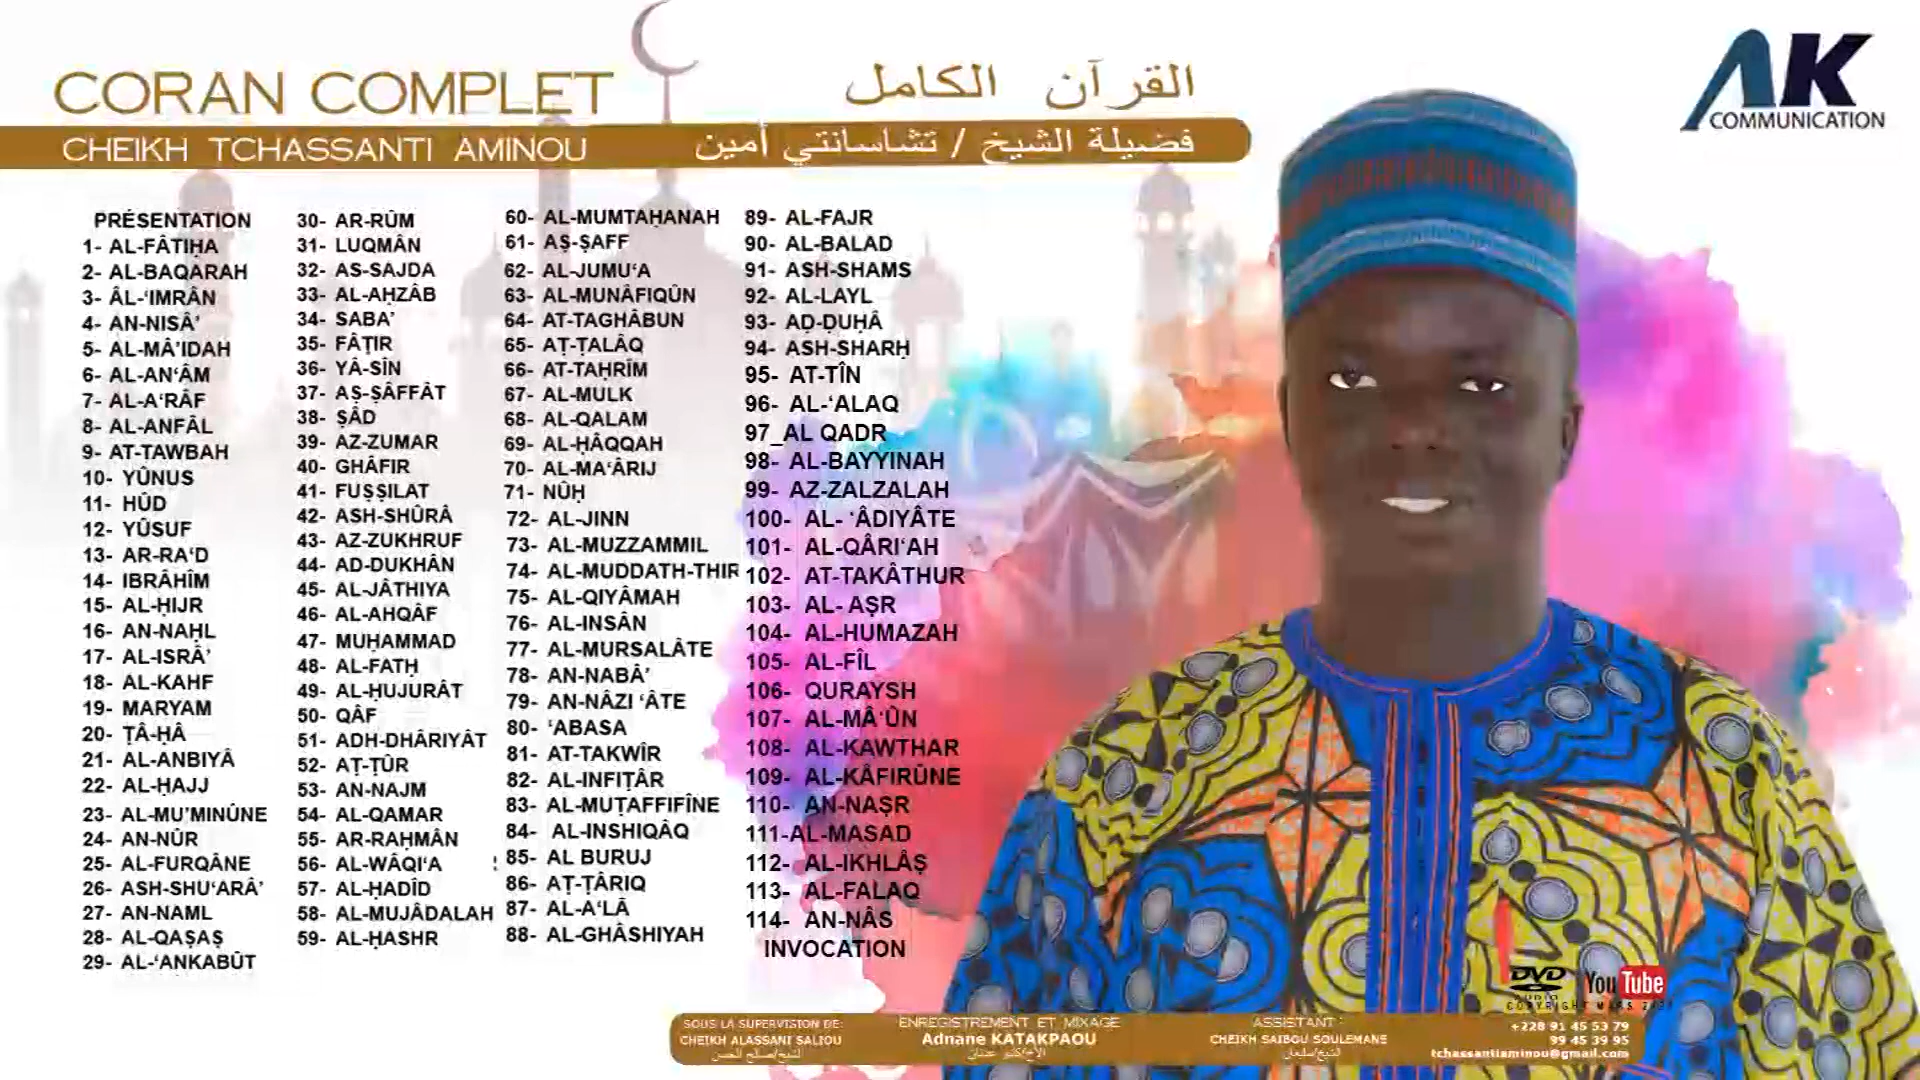 CORAN COMPLET
القرآن الكامل
CHEIKH TCHASSANTI AMINOU
فضيلة الشيخ / تشاسانتي أمين
AK
COMMUNICATION
PRÉSENTATION
1- AL-FÂTIḤA
2- AL-BAQARAH
3- ÂL-‘IMRÂN
4- AN-NISÂ’
5- AL-MÂ’IDAH
6- AL-AN‘ÂM
7- AL-A‘RÂF
8- AL-ANFÂL
9- AT-TAWBAH
10- YÛNUS
11- HÛD
12- YÛSUF
13- AR-RA‘D
14- IBRÂHÎM
15- AL-ḤIJR
16- AN-NAḤL
17- AL-ISRÂ’
18- AL-KAHF
19- MARYAM
20- ṬÂ-ḤÂ
21- AL-ANBIYÂ
22- AL-ḤAJJ
23- AL-MU’MINÛNE
24- AN-NÛR
25- AL-FURQÂNE
26- ASH-SHU‘ARÂ’
27- AN-NAML
28- AL-QAṢAṢ
29- AL-‘ANKABÛT
30- AR-RÛM
31- LUQMÂN
32- AS-SAJDA
33- AL-AḤZÂB
34- SABA’
35- FÂṬIR
36- YÂ-SÎN
37- AṢ-ṢÂFFÂT
38- ṢÂD
39- AZ-ZUMAR
40- GHÂFIR
41- FUṢṢILAT
42- ASH-SHÛRÂ
43- AZ-ZUKHRUF
44- AD-DUKHÂN
45- AL-JÂTHIYA
46- AL-AHQÂF
47- MUḤAMMAD
48- AL-FATḤ
49- AL-ḤUJURÂT
50- QÂF
51- ADH-DHÂRIYÂT
52- AṬ-ṬÛR
53- AN-NAJM
54- AL-QAMAR
55- AR-RAḤMÂN
56- AL-WÂQI‘A
57- AL-ḤADÎD
58- AL-MUJÂDALAH
59- AL-ḤASHR
60- AL-MUMTAḤANAH
61- AṢ-ṢAFF
62- AL-JUMU‘A
63- AL-MUNÂFIQÛN
64- AT-TAGHÂBUN
65- AṬ-ṬALÂQ
66- AT-TAḤRÎM
67- AL-MULK
68- AL-QALAM
69- AL-ḤÂQQAH
70- AL-MA‘ÂRIJ
71- NÛḤ
72- AL-JINN
73- AL-MUZZAMMIL
74- AL-MUDDATH-THIR
75- AL-QIYÂMAH
76- AL-INSÂN
77- AL-MURSALÂTE
78- AN-NABÂ’
79- AN-NÂZI ‘ÂTE
80- ‘ABASA
81- AT-TAKWÎR
82- AL-INFIṬÂR
83- AL-MUṬAFFIFÎNE
84- AL-INSHIQÂQ
85- AL BURUJ
86- AṬ-ṬÂRIQ
87- AL-A‘LÂ
88- AL-GHÂSHIYAH
89- AL-FAJR
90- AL-BALAD
91- ASH-SHAMS
92- AL-LAYL
93- AḌ-ḌUḤÂ
94- ASH-SHARḤ
95- AT-TÎN
96- AL-‘ALAQ
97_AL QADR
98- AL-BAYYINAH
99- AZ-ZALZALAH
100- AL- ‘ÂDIYÂTE
101- AL-QÂRI‘AH
102- AT-TAKÂTHUR
103- AL- AṢR
104- AL-HUMAZAH
105- AL-FÎL
106- QURAYSH
107- AL-MÂ‘ÛN
108- AL-KAWTHAR
109- AL-KÂFIRÛNE
110- AN-NAṢR
111-AL-MASAD
112- AL-IKHLÂṢ
113- AL-FALAQ
114- AN-NÂS
INVOCATION
DVD
AUDIO
YouTube
COPYRIGHT MARS
SOUS LA SUPERVISION DE:
CHEIKH ALASSANI SALIOU
ENREGISTREMENT ET MIXAGE
Adnane KATAKPAOU
ASSISTANT :
CHEIKH SAIBOU SOULEMANE
+228 91 45 53 79
99 45 39 95
tchassantiaminou@gmail.com